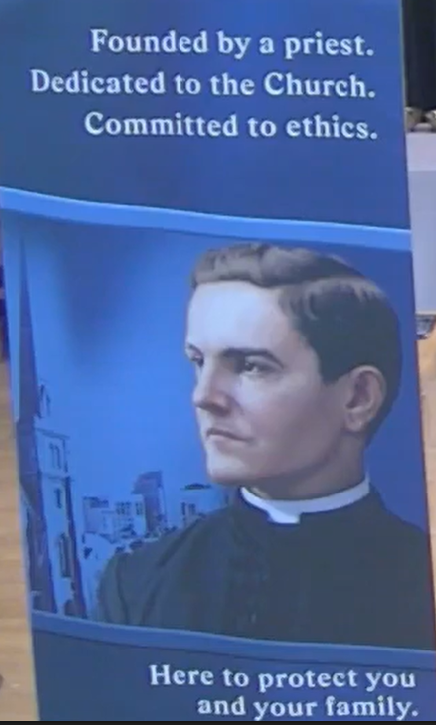 Founded by a priest.
Dedicated to the Church.
Committed to ethics.
Here to protect you
and your family.